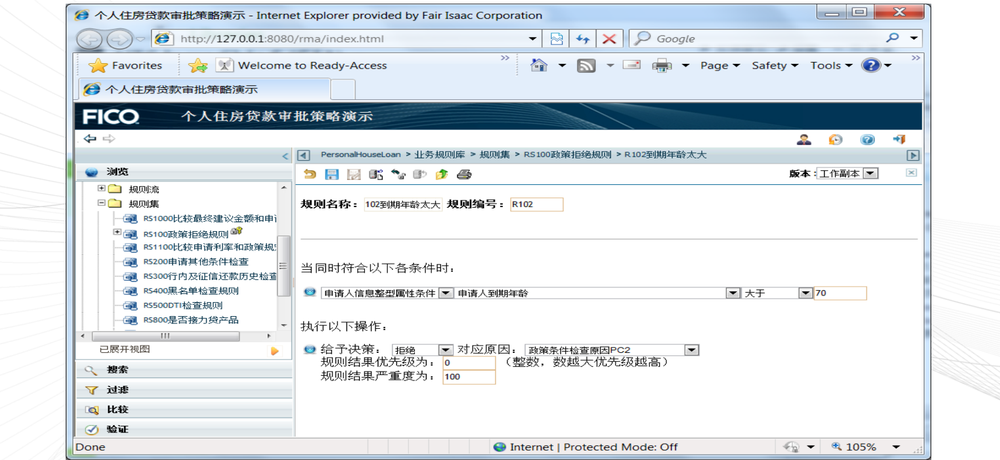 个人住房贷款审批策略演示 - Internet Explorer provided by Fair Isaac Corporation
http://127.0.0.1:8080/rma/index.html
Google
Favorites
Welcome to Ready-Access
Page
Safety
Tools
个人住房贷款审批策略演示
FICO 个人住房贷款审批策略演示
浏览
PersonalHouseLoan > 业务规则库 > 规则集 > RS100政策拒绝规则 > R102到期年龄太大
版本:工作副本
规则流
规则集
RS1000比较最终建议金额和申
RS100政策拒绝规则
RS1100比较申请利率和政策规
RS200申请其他条件检查
RS300行内及征信还款历史检查
RS400黑名单检查规则
RS500DTI检查规则
RS800是否接力贷产品
已展开视图
搜索
过滤
比较
验证
规则名称: 102到期年龄太大 规则编号: R102
当同时符合以下各条件时:
申请人信息整型属性条件 申请人到期年龄 大于 70
执行以下操作:
给予决策: 拒绝 对应原因: 政策条件检查原因PC2
规则结果优先级为: 0 (整数, 数越大优先级越高)
规则结果严重度为: 100
Done
Internet | Protected Mode: Off
105%